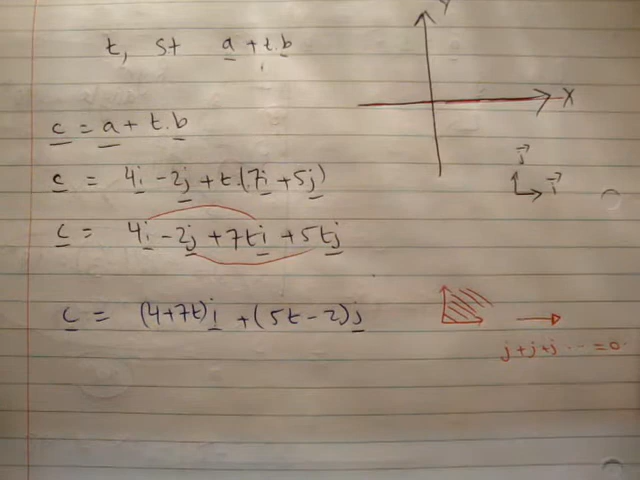 t, st a + t.b
Y
X
c = a + t.b
c = 4i - 2j + t.(7i + 5j)
j
i
c = 4i - 2j + 7ti + 5tj
c = (4+7t)i + (5t-2)j
j+j+j ... = 0